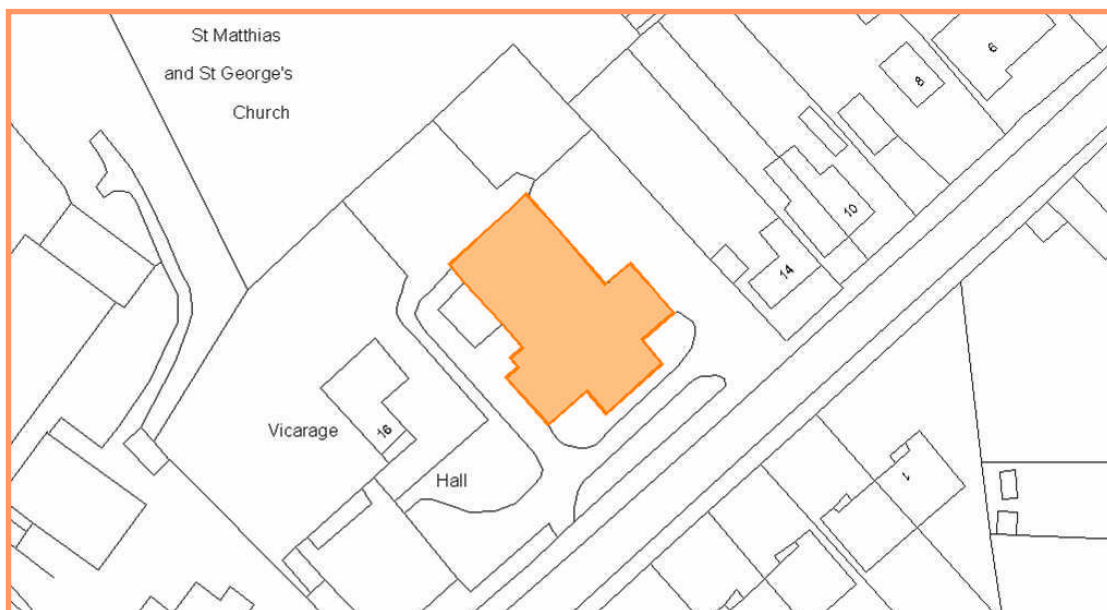 St Matthias
and St George's
Church
6
8
10
14
Vicarage
16
Hall
1